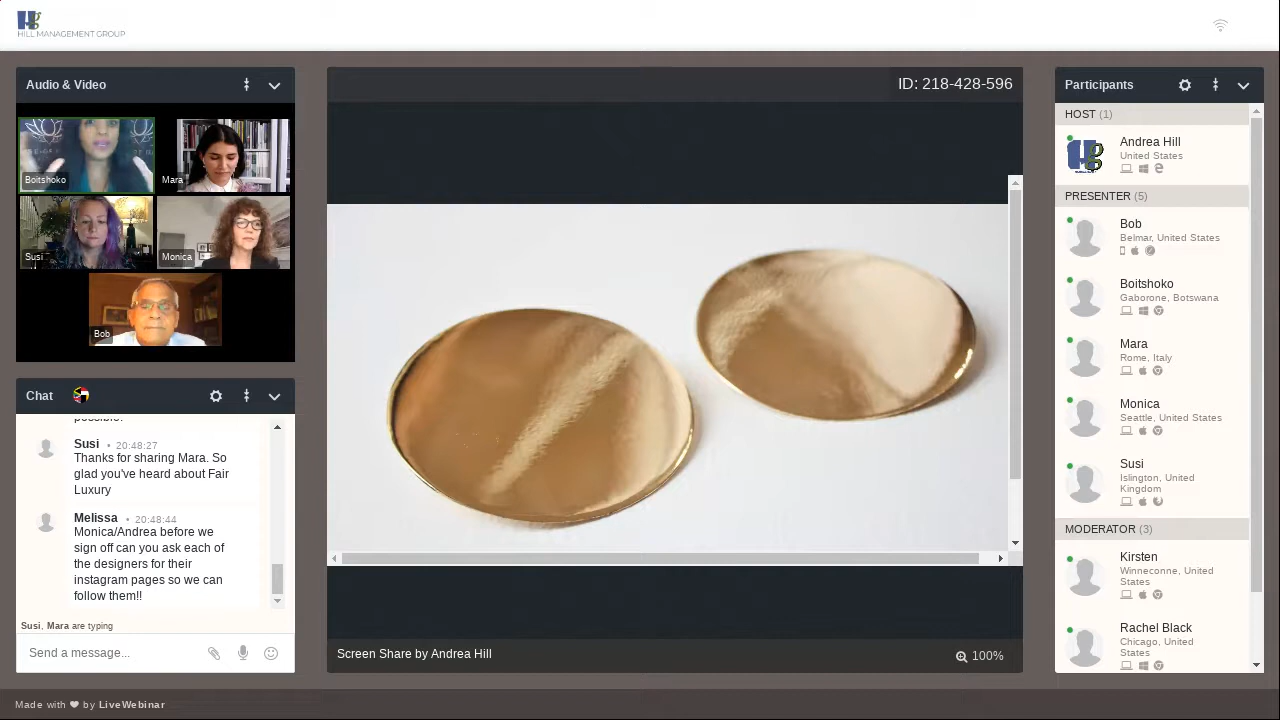 Hg
HILL MANAGEMENT GROUP
Audio & Video
Boitshoko
Mara
Susi
Monica
Bob
Chat
possible.
Susi • 20:48:27
Thanks for sharing Mara. So
glad you've heard about Fair
Luxury
Melissa • 20:48:44
Monica/Andrea before we
sign off can you ask each of
the designers for their
instagram pages so we can
follow them!!
Susi, Mara are typing
Send a message...
ID: 218-428-596
Screen Share by Andrea Hill
100%
Participants
HOST (1)
Hg
Andrea Hill
United States
PRESENTER (5)
Bob
Belmar, United States
Boitshoko
Gaborone, Botswana
Mara
Rome, Italy
Monica
Seattle, United States
Susi
Islington, United
Kingdom
MODERATOR (3)
Kirsten
Winneconne, United
States
Rachel Black
Chicago, United
States
Made with by LiveWebinar